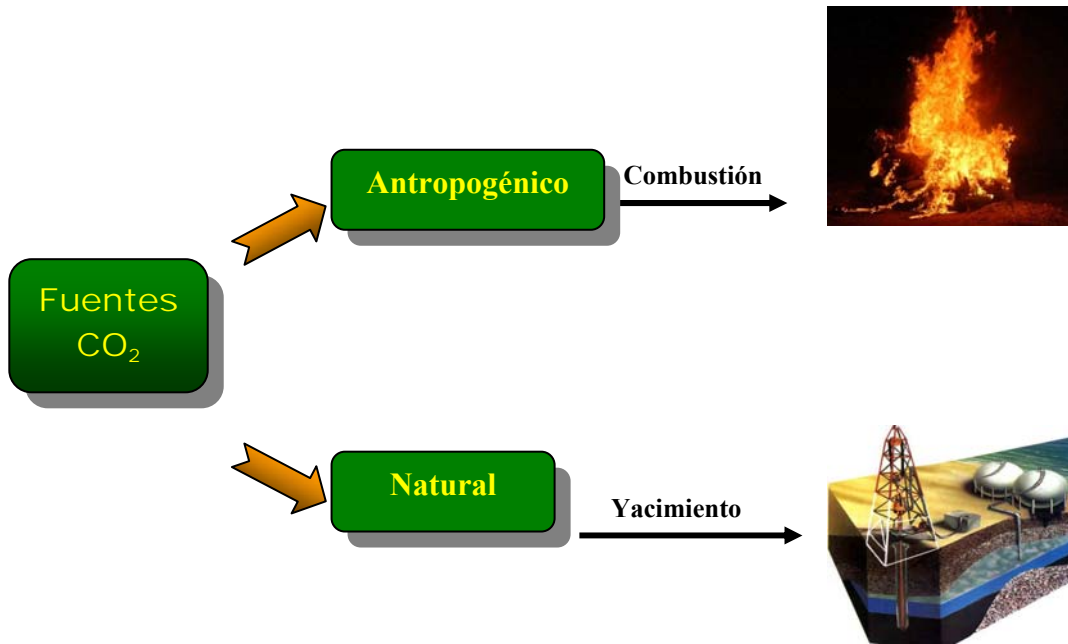 Antropogénico
Combustión
Fuentes
CO₂
Natural
Yacimiento